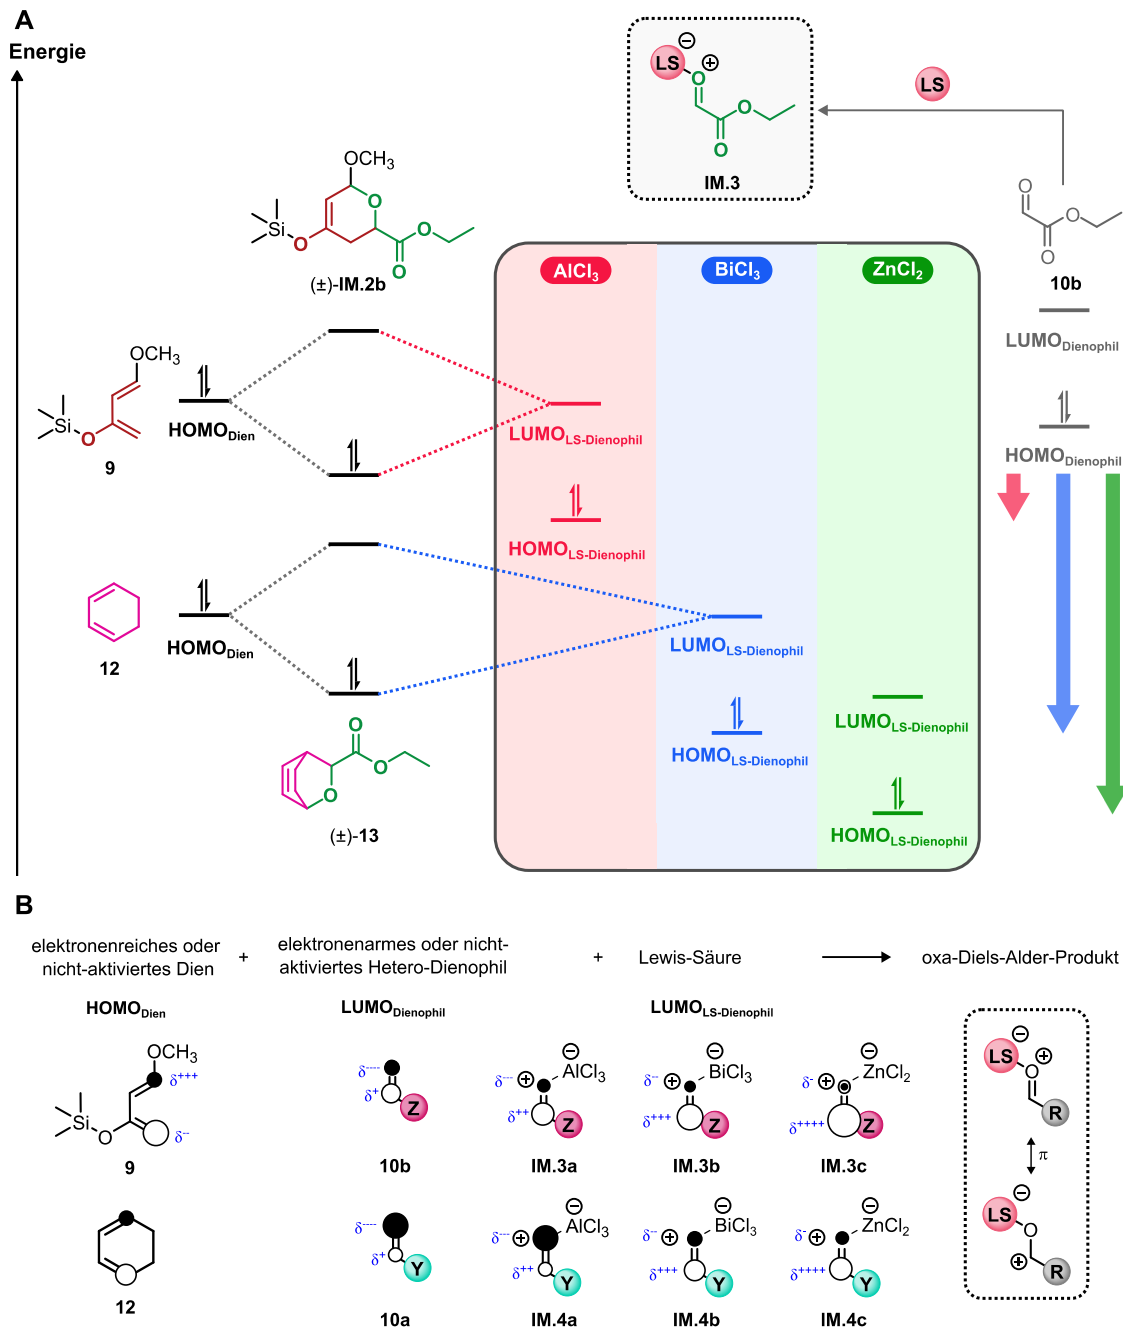 A
Energie
LS
⊖
⊕
O
O
O
IM.3
LS
O
O
O
10b
OCH3
O
Si
O
O
O
(±)-IM.2b
AlCl3
BiCl3
ZnCl2
LUMODienophil
HOMODienophil
OCH3
Si
O
9
HOMODien
LUMOLS-Dienophil
HOMOLS-Dienophil
12
HOMODien
LUMOLS-Dienophil
HOMOLS-Dienophil
LUMOLS-Dienophil
HOMOLS-Dienophil
O
O
O
(±)-13
B
elektronenreiches oder
nicht-aktiviertes Dien
+
elektronenarmes oder nicht-
aktiviertes Hetero-Dienophil
+
Lewis-Säure
oxa-Diels-Alder-Produkt
HOMODien
LUMODienophil
LUMOLS-Dienophil
OCH3
δ+++
Si
O
δ--
9
δ----
δ+
Z
10b
⊖
δ---
⊕
AlCl3
δ++
Z
IM.3a
⊖
δ--
⊕
BiCl3
δ+++
Z
IM.3b
⊖
δ-
⊕
ZnCl2
δ++++
Z
IM.3c
⊖
LS
⊕
O
R
π
⊖
LS
O
⊕
R
12
δ----
δ+
Y
10a
⊖
δ---
⊕
AlCl3
δ++
Y
IM.4a
⊖
δ--
⊕
BiCl3
δ+++
Y
IM.4b
⊖
δ-
⊕
ZnCl2
δ++++
Y
IM.4c